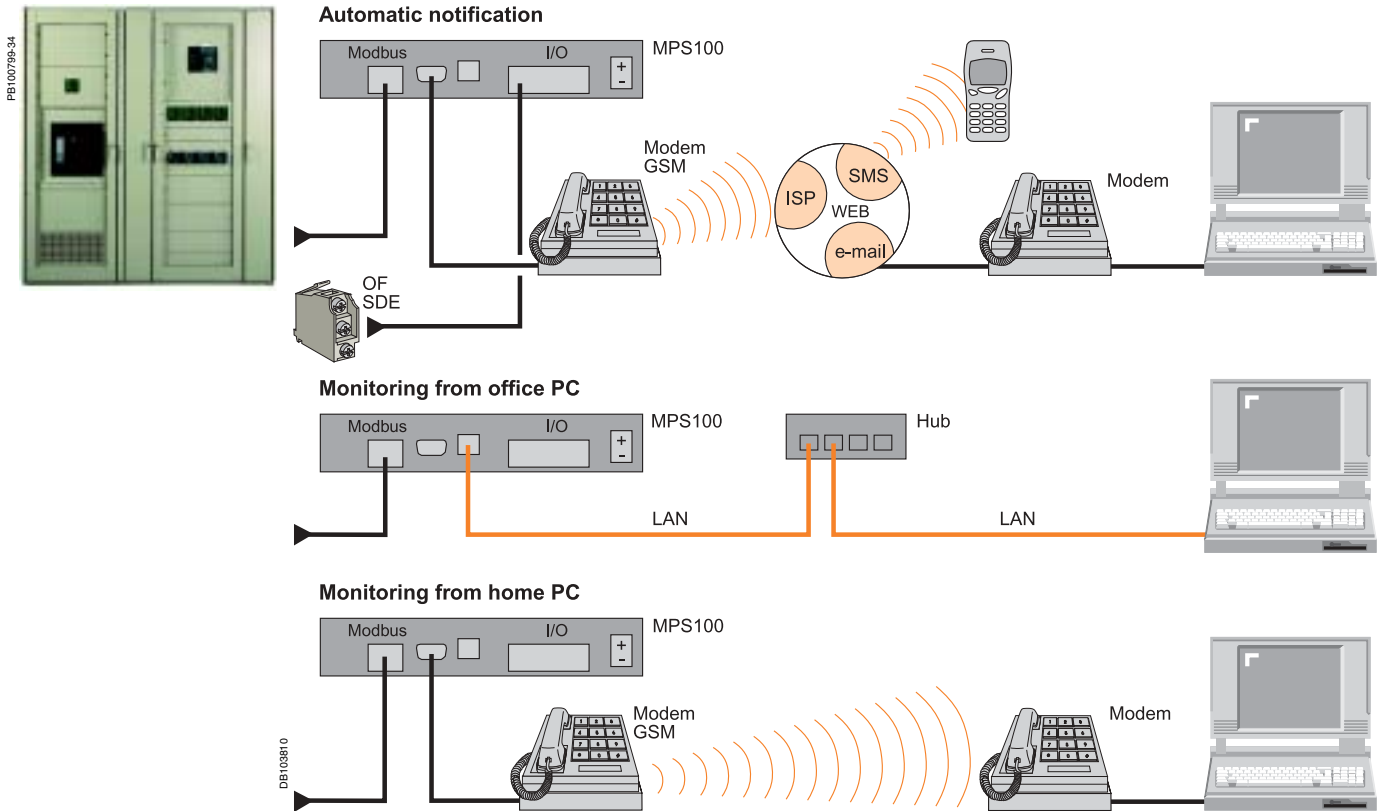 PB100799-34
Automatic notification
Modbus
I/O
MPS100
+
-
Modem
GSM
ISP
SMS
WEB
e-mail
Modem
OF
SDE
Monitoring from office PC
Modbus
I/O
MPS100
+
-
Hub
LAN
LAN
Monitoring from home PC
Modbus
I/O
MPS100
+
-
Modem
GSM
Modem
DB103810